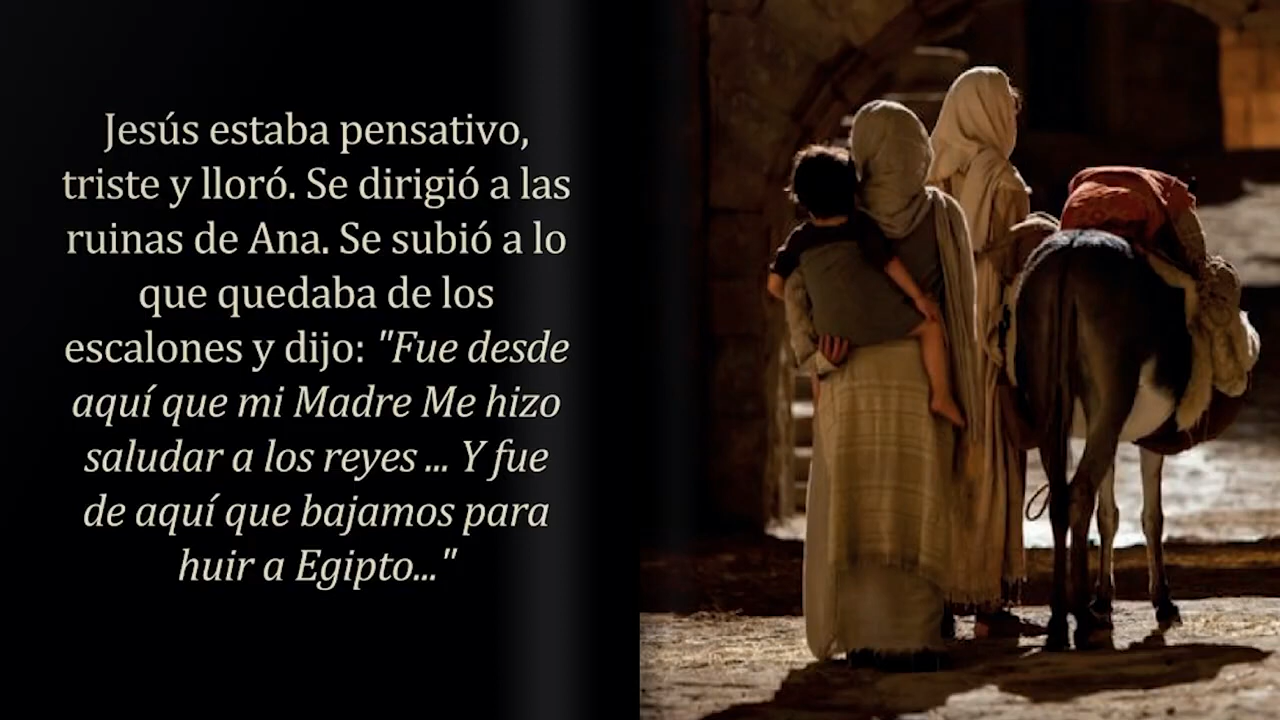 Jesús estaba pensativo,
triste y lloró. Se dirigió a las
ruinas de Ana. Se subió a lo
que quedaba de los
escalones y dijo: "Fue desde
aquí que mi Madre Me hizo
saludar a los reyes ... Y fue
de aquí que bajamos para
huir a Egipto..."